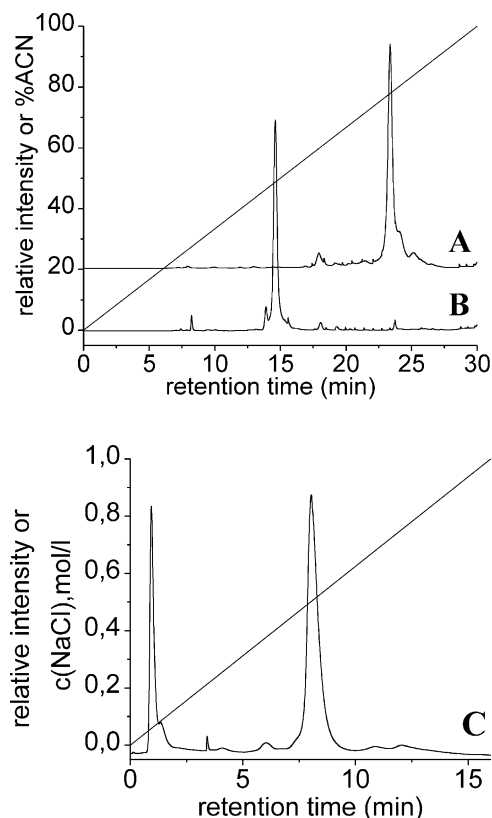 relative intensity or %ACN
100
80
60
40
20
0
A
B
0 5 10 15 20 25 30
retention time (min)
relative intensity or
c(NaCl),mol/l
1,0
0,8
0,6
0,4
0,2
0,0
C
0 5 10 15
retention time (min)